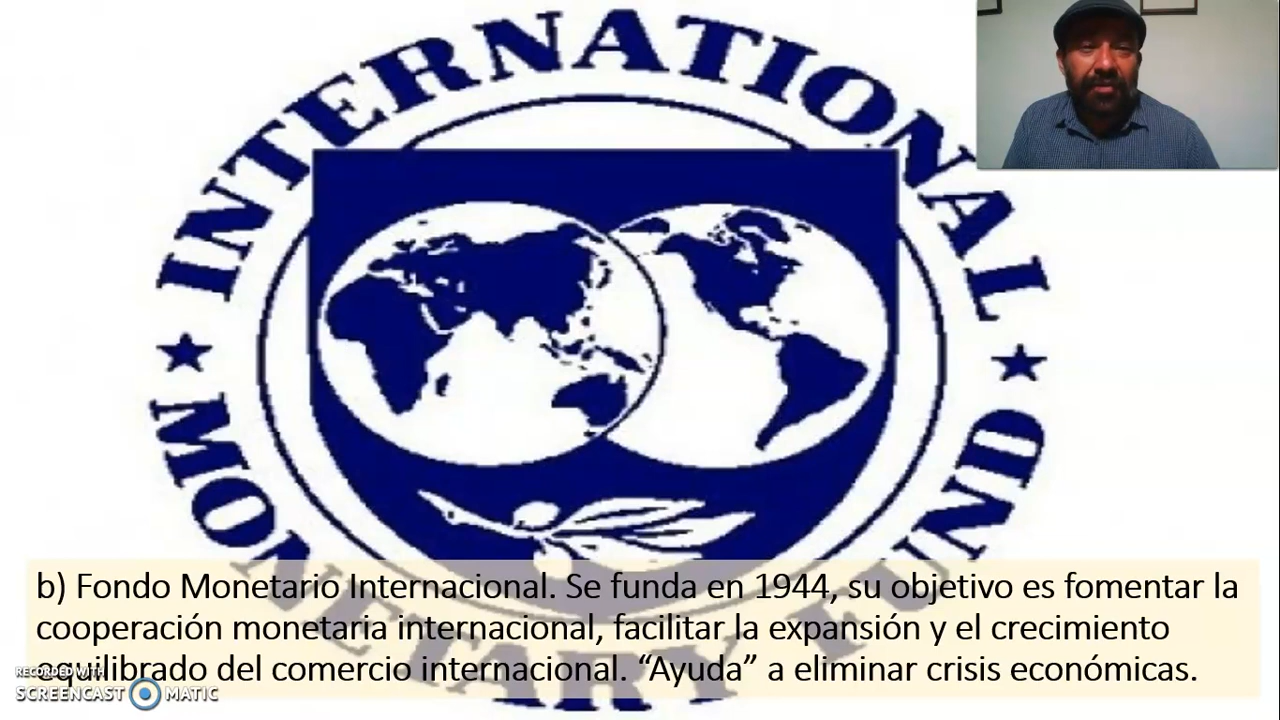 INTERNATIONAL
MONETARY FUND
b) Fondo Monetario Internacional. Se funda en 1944, su objetivo es fomentar la
cooperación monetaria internacional, facilitar la expansión y el crecimiento
equilibrado del comercio internacional. “Ayuda” a eliminar crisis económicas.
RECORDED WITH
SCREENCAST MATIC